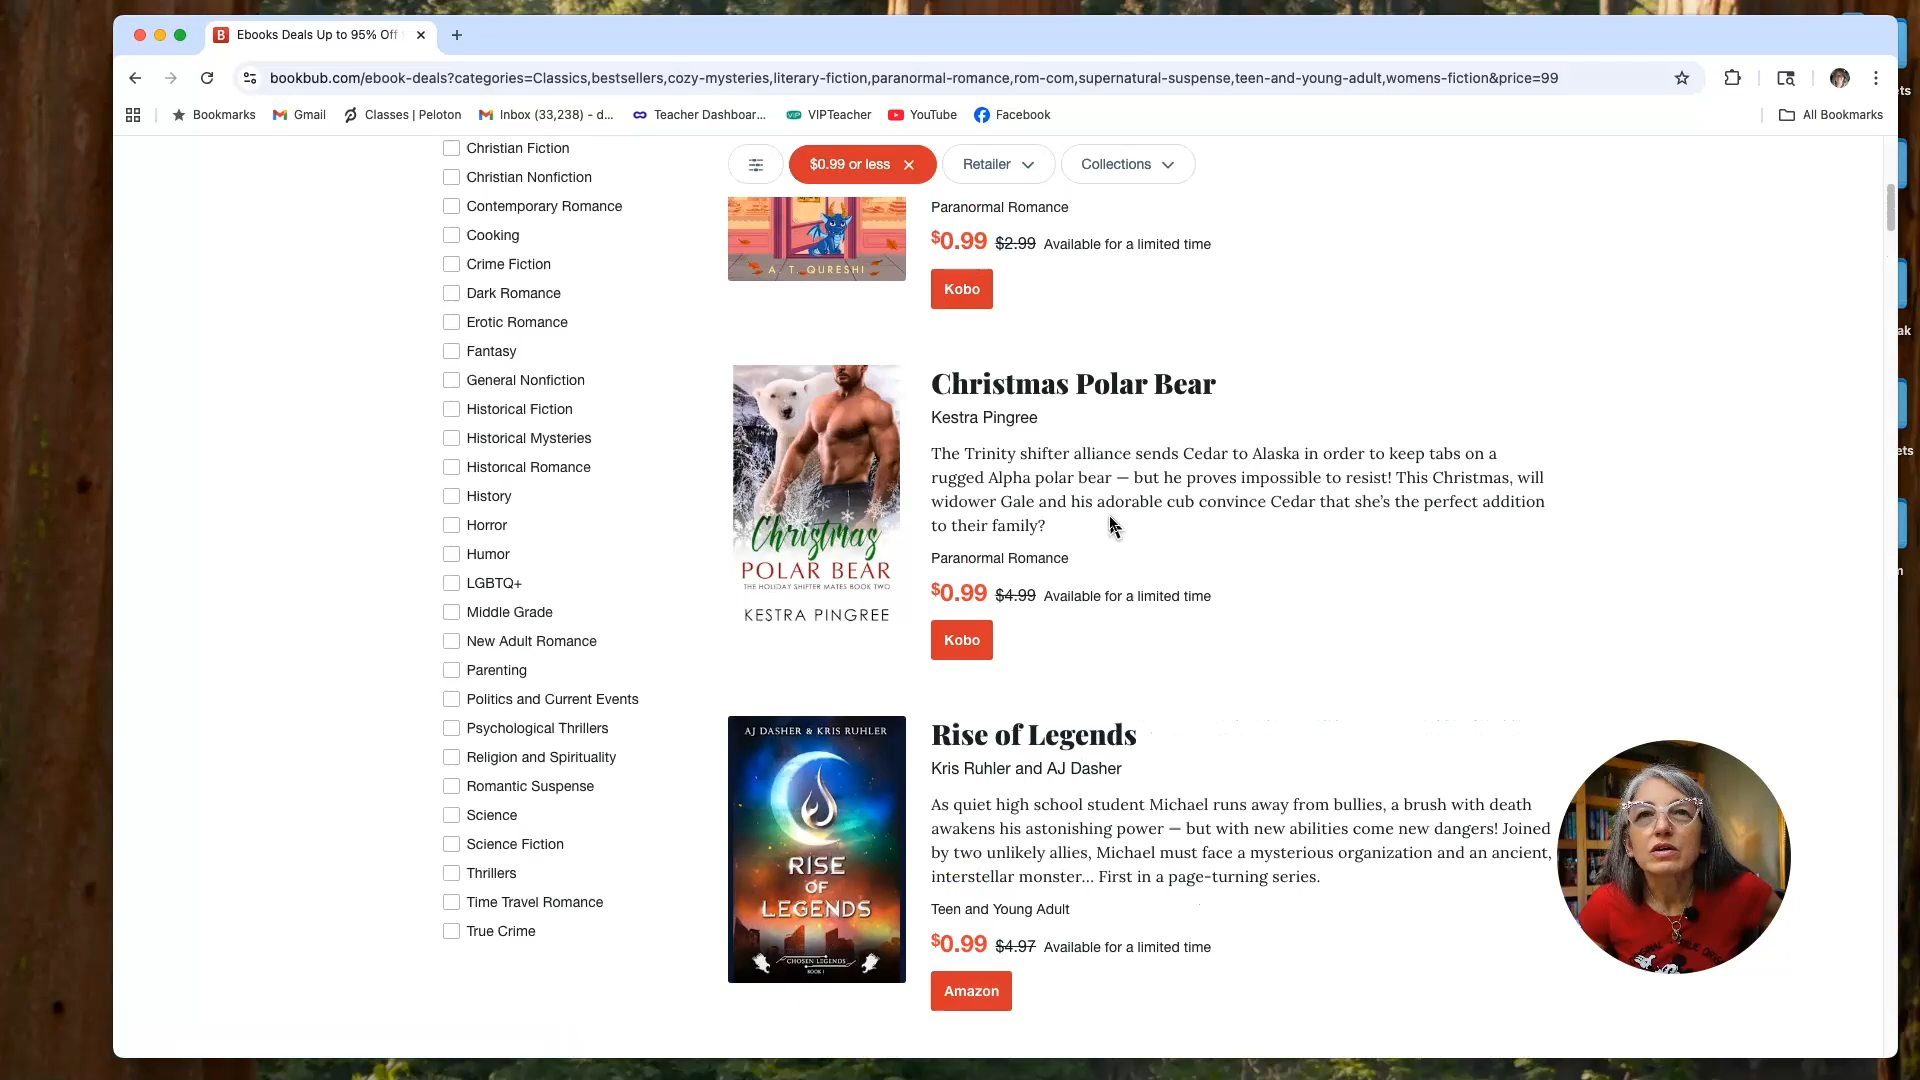 Ebooks Deals Up to 95% Off
bookbub.com/ebook-deals?categories=Classics,bestsellers,cozy-mysteries,literary-fiction,paranormal-romance,rom-com,supernatural-suspense,teen-and-young-adult,womens-fiction&price=99
Bookmarks Gmail Classes | Peloton Inbox (33,238) - d... Teacher Dashboar... VIPTeacher YouTube Facebook All Bookmarks
Christian Fiction
Christian Nonfiction
Contemporary Romance
Cooking
Crime Fiction
Dark Romance
Erotic Romance
Fantasy
General Nonfiction
Historical Fiction
Historical Mysteries
Historical Romance
History
Horror
Humor
LGBTQ+
Middle Grade
New Adult Romance
Parenting
Politics and Current Events
Psychological Thrillers
Religion and Spirituality
Romantic Suspense
Science
Science Fiction
Thrillers
Time Travel Romance
True Crime
$0.99 or less Retailer Collections
A. T. QURESHI
Paranormal Romance
$0.99 $2.99 Available for a limited time
Kobo
Christmas
POLAR BEAR
THE HOLIDAY SHIFTER MATES BOOK TWO
KESTRA PINGREE
Christmas Polar Bear
Kestra Pingree
The Trinity shifter alliance sends Cedar to Alaska in order to keep tabs on a
rugged Alpha polar bear — but he proves impossible to resist! This Christmas, will
widower Gale and his adorable cub convince Cedar that she's the perfect addition
to their family?
Paranormal Romance
$0.99 $4.99 Available for a limited time
Kobo
AJ DASHER & KRIS RUHLER
RISE
OF
LEGENDS
CHOSEN LEGENDS
BOOK 1
Rise of Legends
Kris Ruhler and AJ Dasher
As quiet high school student Michael runs away from bullies, a brush with death
awakens his astonishing power — but with new abilities come new dangers! Joined
by two unlikely allies, Michael must face a mysterious organization and an ancient,
interstellar monster... First in a page-turning series.
Teen and Young Adult
$0.99 $4.97 Available for a limited time
Amazon